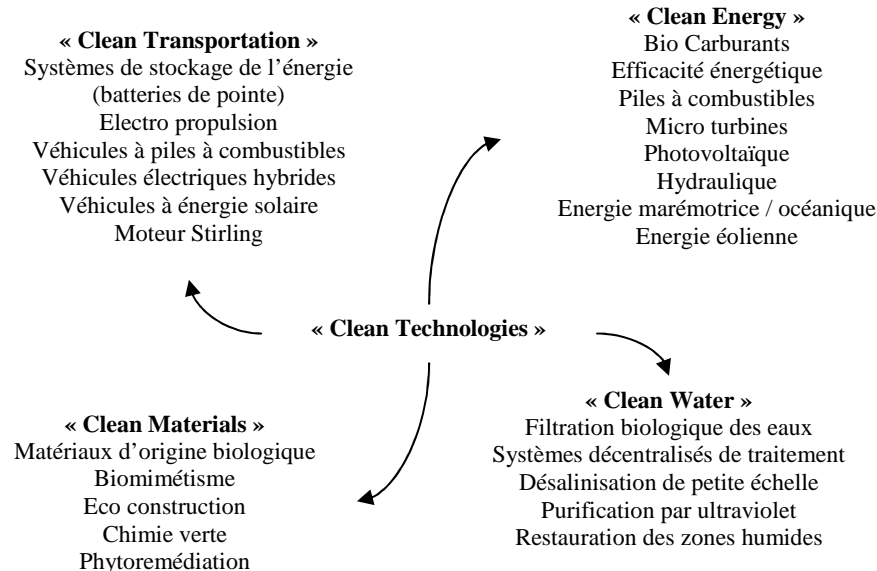 « Clean Transportation »
Systèmes de stockage de l’énergie
(batteries de pointe)
Electro propulsion
Véhicules à piles à combustibles
Véhicules électriques hybrides
Véhicules à énergie solaire
Moteur Stirling
« Clean Energy »
Bio Carburants
Efficacité énergétique
Piles à combustibles
Micro turbines
Photovoltaïque
Hydraulique
Energie marémotrice / océanique
Energie éolienne
« Clean Technologies »
« Clean Materials »
Matériaux d’origine biologique
Biomimétisme
Eco construction
Chimie verte
Phytoremédiation
« Clean Water »
Filtration biologique des eaux
Systèmes décentralisés de traitement
Désalinisation de petite échelle
Purification par ultraviolet
Restauration des zones humides